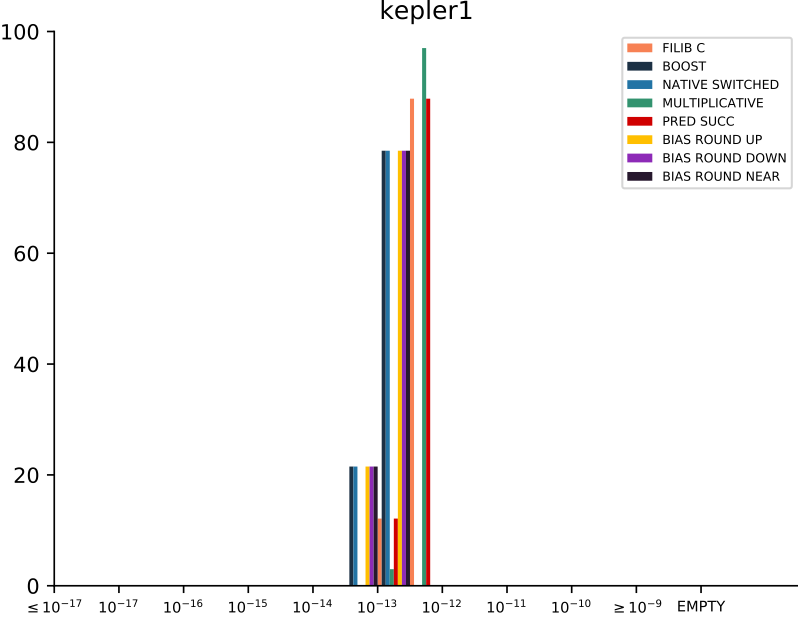 kepler1
100
80
60
40
20
0
≤ 10⁻¹⁷ 10⁻¹⁷ 10⁻¹⁶ 10⁻¹⁵ 10⁻¹⁴ 10⁻¹³ 10⁻¹² 10⁻¹¹ 10⁻¹⁰ ≥ 10⁻⁹ EMPTY
FILIB C
BOOST
NATIVE SWITCHED
MULTIPLICATIVE
PRED SUCC
BIAS ROUND UP
BIAS ROUND DOWN
BIAS ROUND NEAR